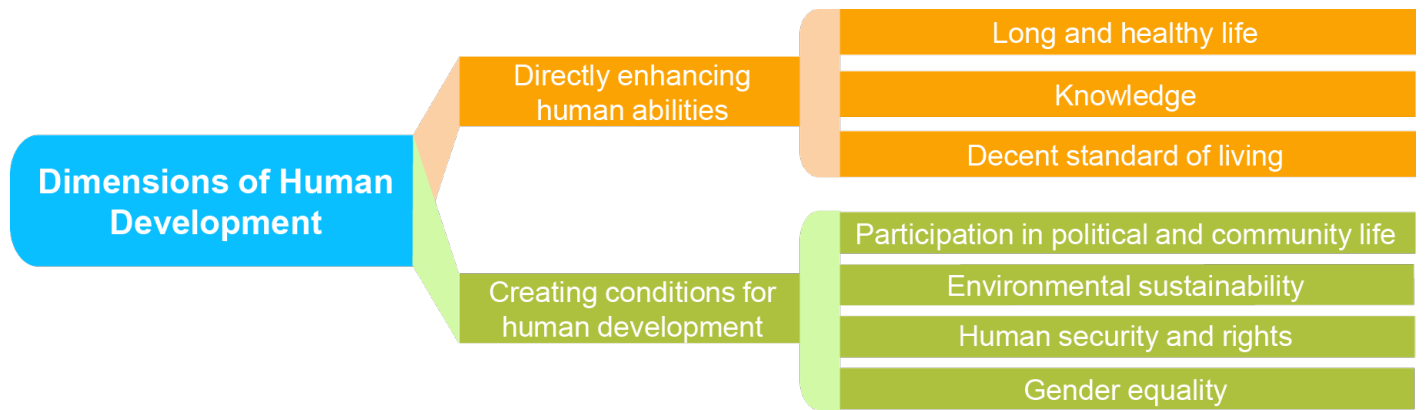 Dimensions of Human
Development
Directly enhancing
human abilities
Long and healthy life
Knowledge
Decent standard of living
Creating conditions for
human development
Participation in political and community life
Environmental sustainability
Human security and rights
Gender equality